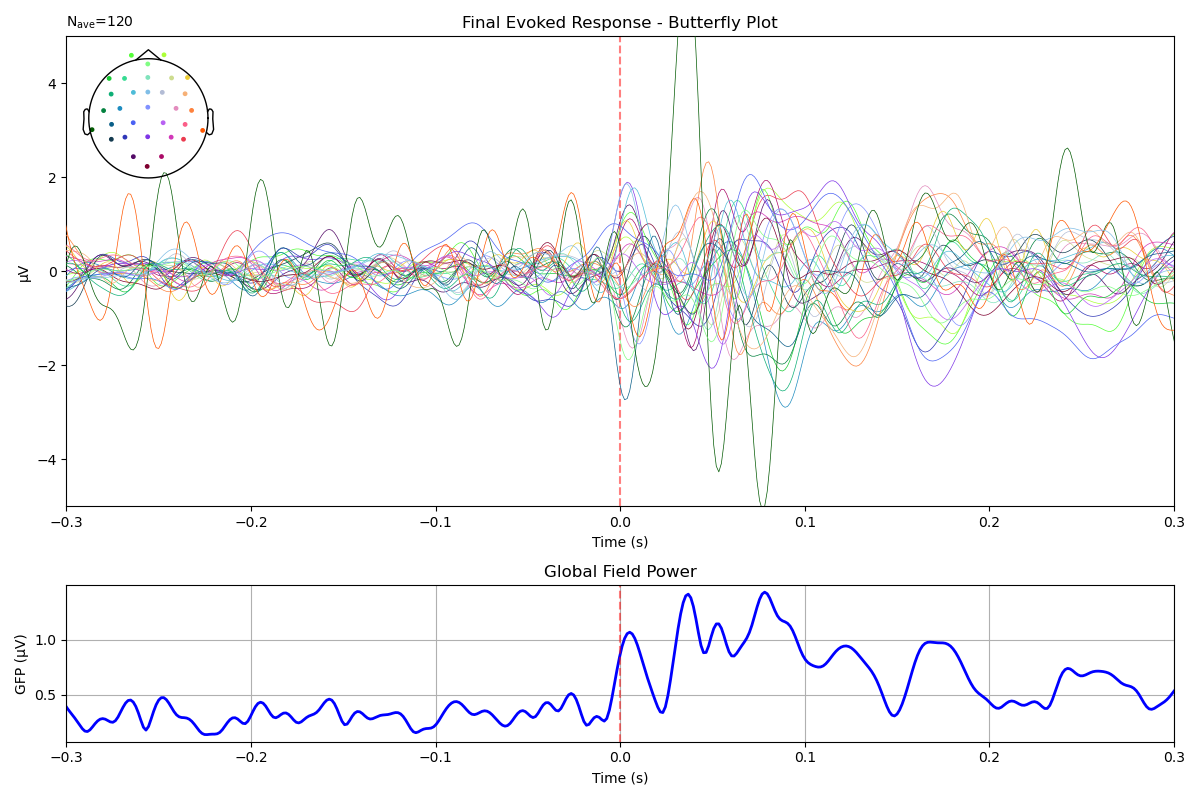 N_ave=120
Final Evoked Response - Butterfly Plot
4
2
0
−2
−4
µV
−0.3 −0.2 −0.1 0.0 0.1 0.2 0.3
Time (s)
Global Field Power
1.0
0.5
GFP (µV)
−0.3 −0.2 −0.1 0.0 0.1 0.2 0.3
Time (s)